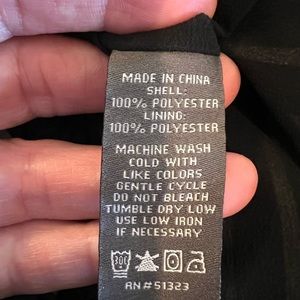 MADE IN CHINA
SHELL:
100% POLYESTER
LINING:
100% POLYESTER
MACHINE WASH
COLD WITH
LIKE COLORS
GENTLE CYCLE
DO NOT BLEACH
TUMBLE DRY LOW
USE LOW IRON
IF NECESSARY
30C
RN#51323